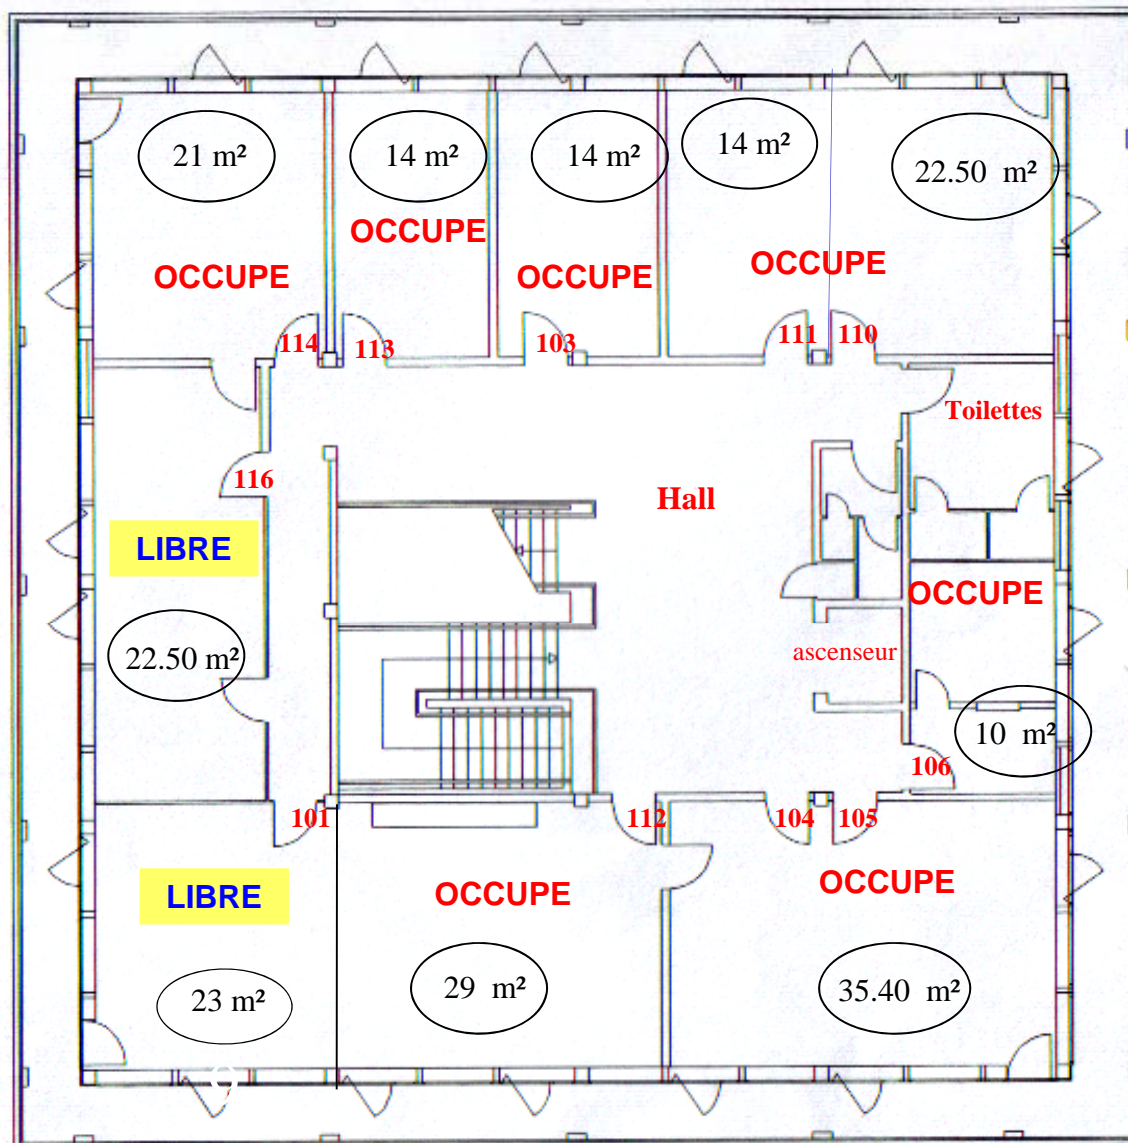 21 m²
14 m²
14 m²
14 m²
22.50 m²
OCCUPE
OCCUPE
OCCUPE
OCCUPE
114
113
103
111
110
Toilettes
116
Hall
LIBRE
OCCUPE
22.50 m²
ascenseur
10 m²
106
101
112
104
105
LIBRE
OCCUPE
OCCUPE
23 m²
29 m²
35.40 m²